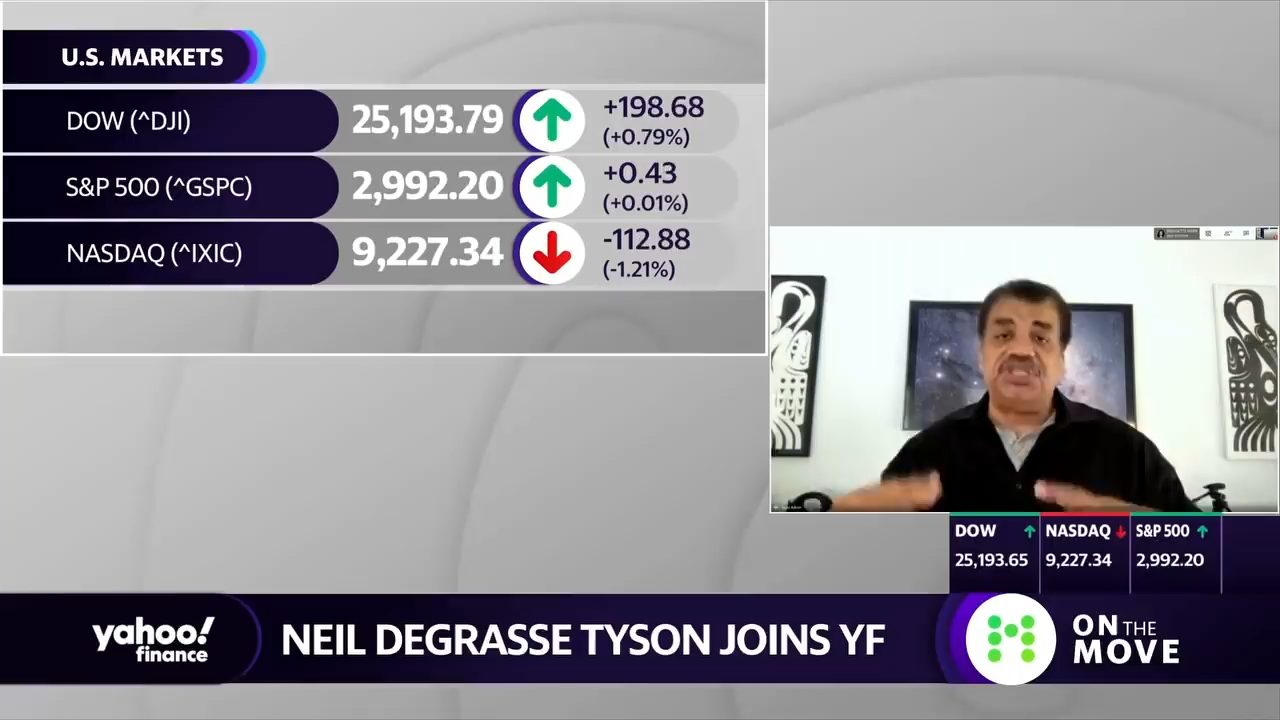 U.S. MARKETS
DOW (^DJI) 25,193.79 +198.68
(+0.79%)
S&P 500 (^GSPC) 2,992.20 +0.43
(+0.01%)
NASDAQ (^IXIC) 9,227.34 -112.88
(-1.21%)
DOW NASDAQ S&P 500
25,193.65 9,227.34 2,992.20
yahoo!
finance
NEIL DEGRASSE TYSON JOINS YF
ON THE
MOVE